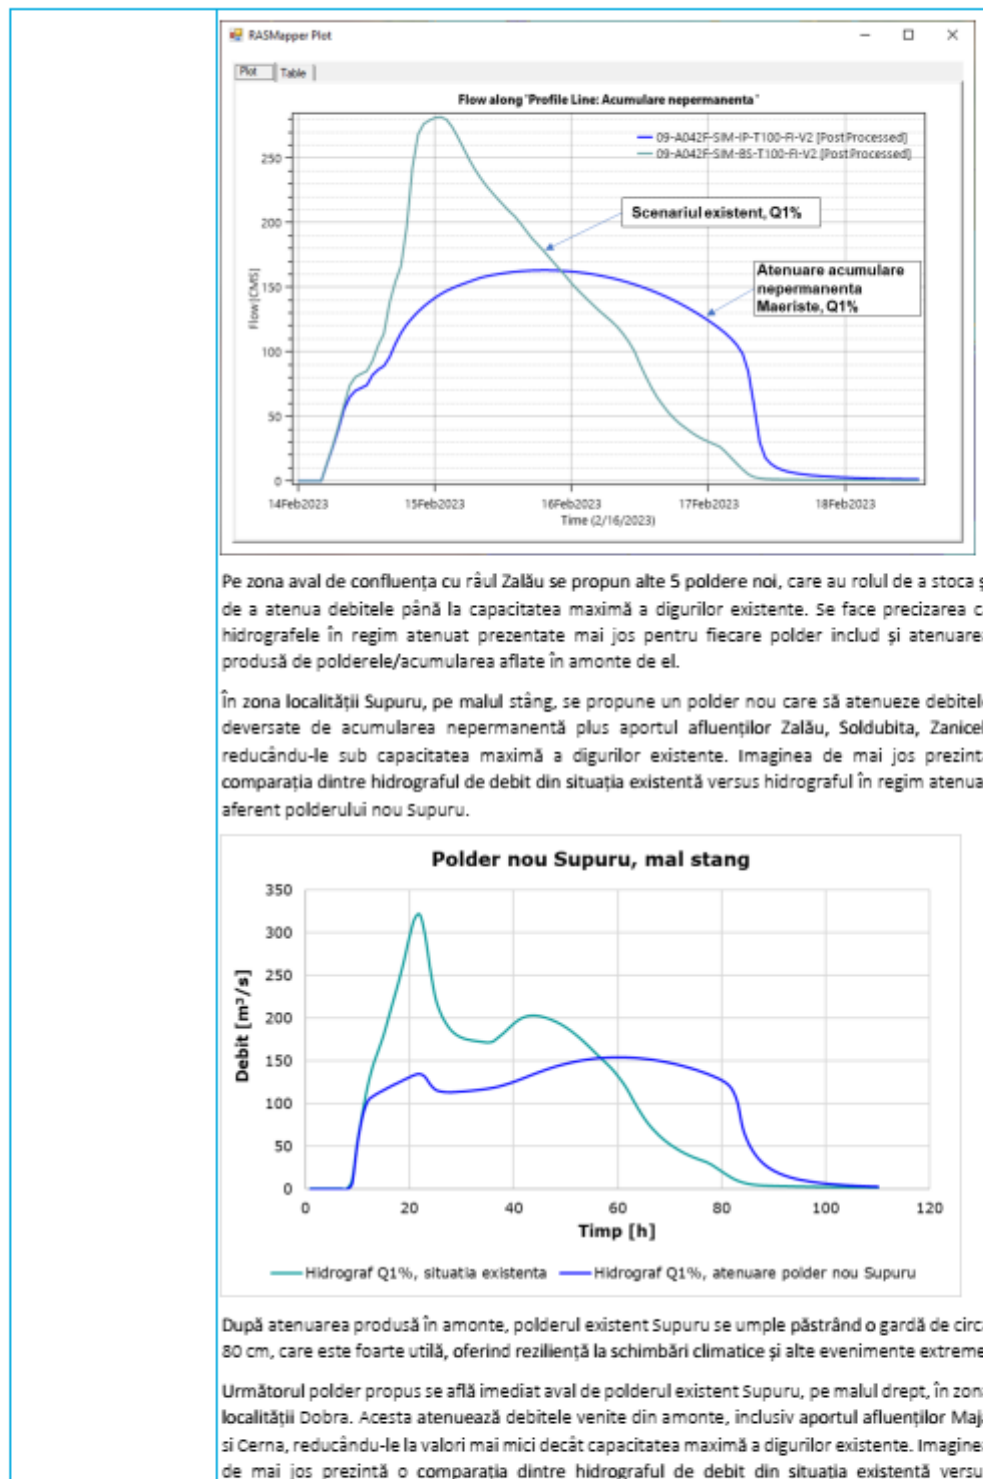 RASMapper Plot
Plot Table
Flow along "Profile Line: Acumulare nepermanenta"
09-A042F-SIM-IP-T100-FI-V2 [PostProcessed]
09-A042F-SIM-BS-T100-FI-V2 [PostProcessed]
250
Scenariul existent, Q1%
200
Atenuare acumulare
nepermanenta
Maeriste, Q1%
150
Flow [CMS]
100
50
0
14Feb2023 15Feb2023 16Feb2023 17Feb2023 18Feb2023
Time (2/16/2023)
Pe zona aval de confluența cu râul Zalău se propun alte 5 poldere noi, care au rolul de a stoca ș
de a atenua debitele până la capacitatea maximă a digurilor existente. Se face precizarea c
hidrografele în regim atenuat prezentate mai jos pentru fiecare polder includ și atenuarea
produsă de polderele/acumularea aflate în amonte de el.
În zona localității Supuru, pe malul stâng, se propune un polder nou care să atenueze debitele
deversate de acumularea nepermanentă plus aportul afluenților Zalău, Soldubita, Zanicel
reducându-le sub capacitatea maximă a digurilor existente. Imaginea de mai jos prezintă
comparația dintre hidrograful de debit din situația existentă versus hidrograful în regim atenua
aferent polderului nou Supuru.
Polder nou Supuru, mal stang
350
300
250
200
150
100
50
0
Debit [m³/s]
0 20 40 60 80 100 120
Timp [h]
Hidrograf Q1%, situatia existenta Hidrograf Q1%, atenuare polder nou Supuru
După atenuarea produsă în amonte, polderul existent Supuru se umple păstrând o gardă de circa
80 cm, care este foarte utilă, oferind reziliență la schimbări climatice și alte evenimente extreme
Următorul polder propus se află imediat aval de polderul existent Supuru, pe malul drept, în zona
localității Dobra. Acesta atenuează debitele venite din amonte, inclusiv aportul afluenților Maja
si Cerna, reducându-le la valori mai mici decât capacitatea maximă a digurilor existente. Imaginea
de mai jos prezintă o comparația dintre hidrograful de debit din situația existentă versu